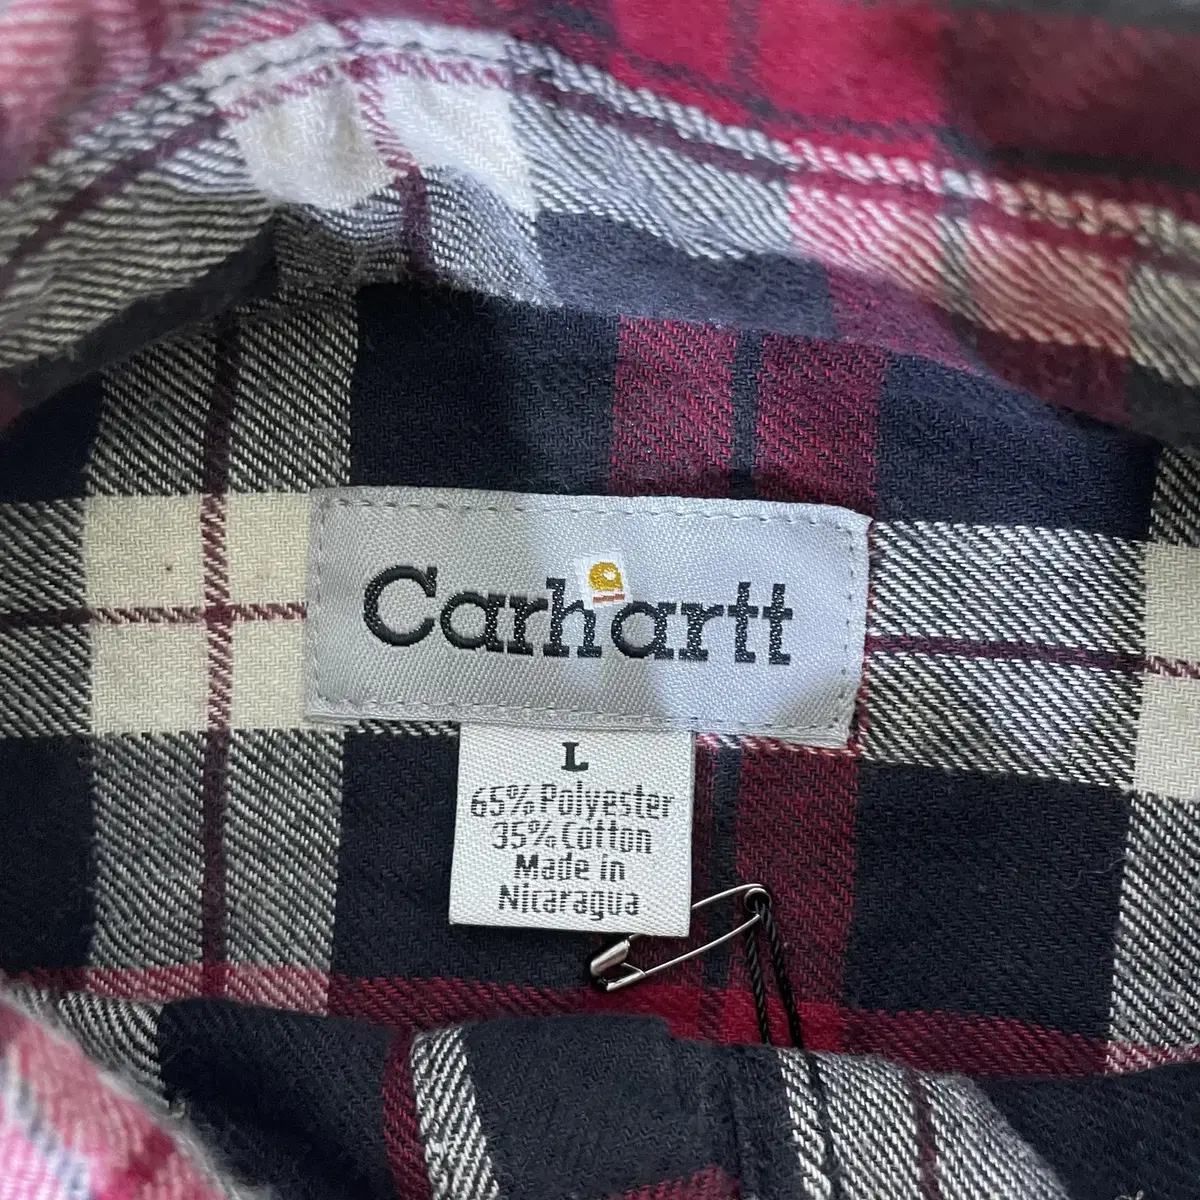 Carhartt
L
65% Polyester
35% Cotton
Made in
Nicaragua